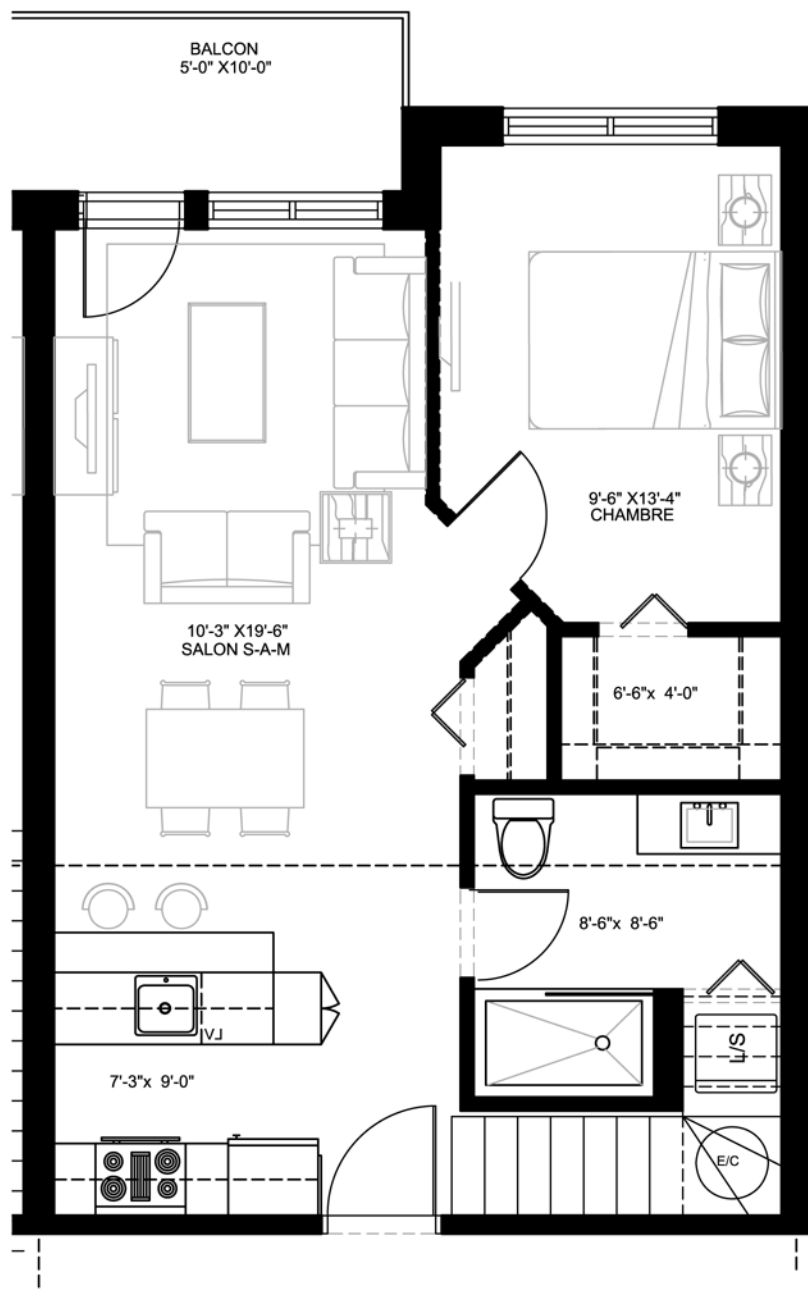 BALCON
5'-0" X10'-0"
9'-6" X13'-4"
CHAMBRE
10'-3" X19'-6"
SALON S-A-M
6'-6"x 4'-0"
8'-6"x 8'-6"
LVJ
L/S
7'-3"x 9'-0"
E/C